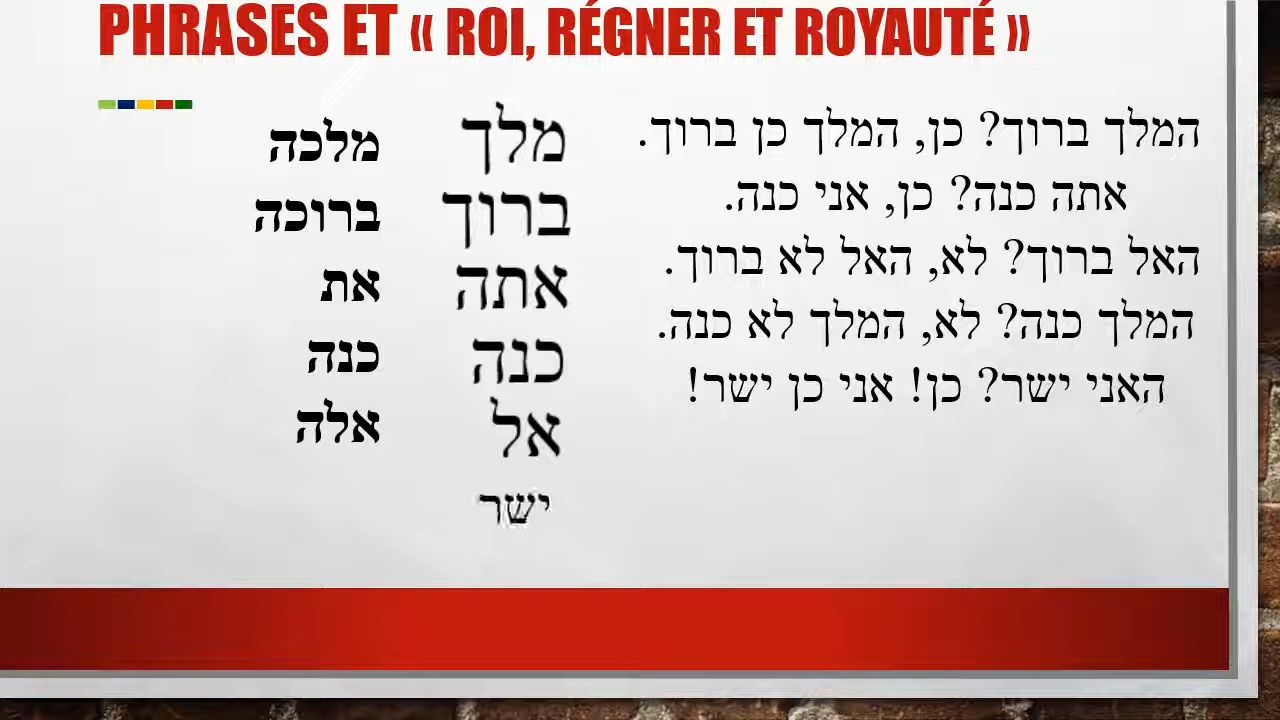 PHRASES ET « ROI, RÉGNER ET ROYAUTÉ »
המלך ברוך? כן, המלך כן ברוך.
אתה כנה? כן, אני כנה.
האל ברוך? לא, האל לא ברוך.
המלך כנה? לא, המלך לא כנה.
האני ישר? כן! אני כן ישר!
מלך
ברוך
אתה
כנה
אל
ישר
מלכה
ברוכה
את
כנה
אלה